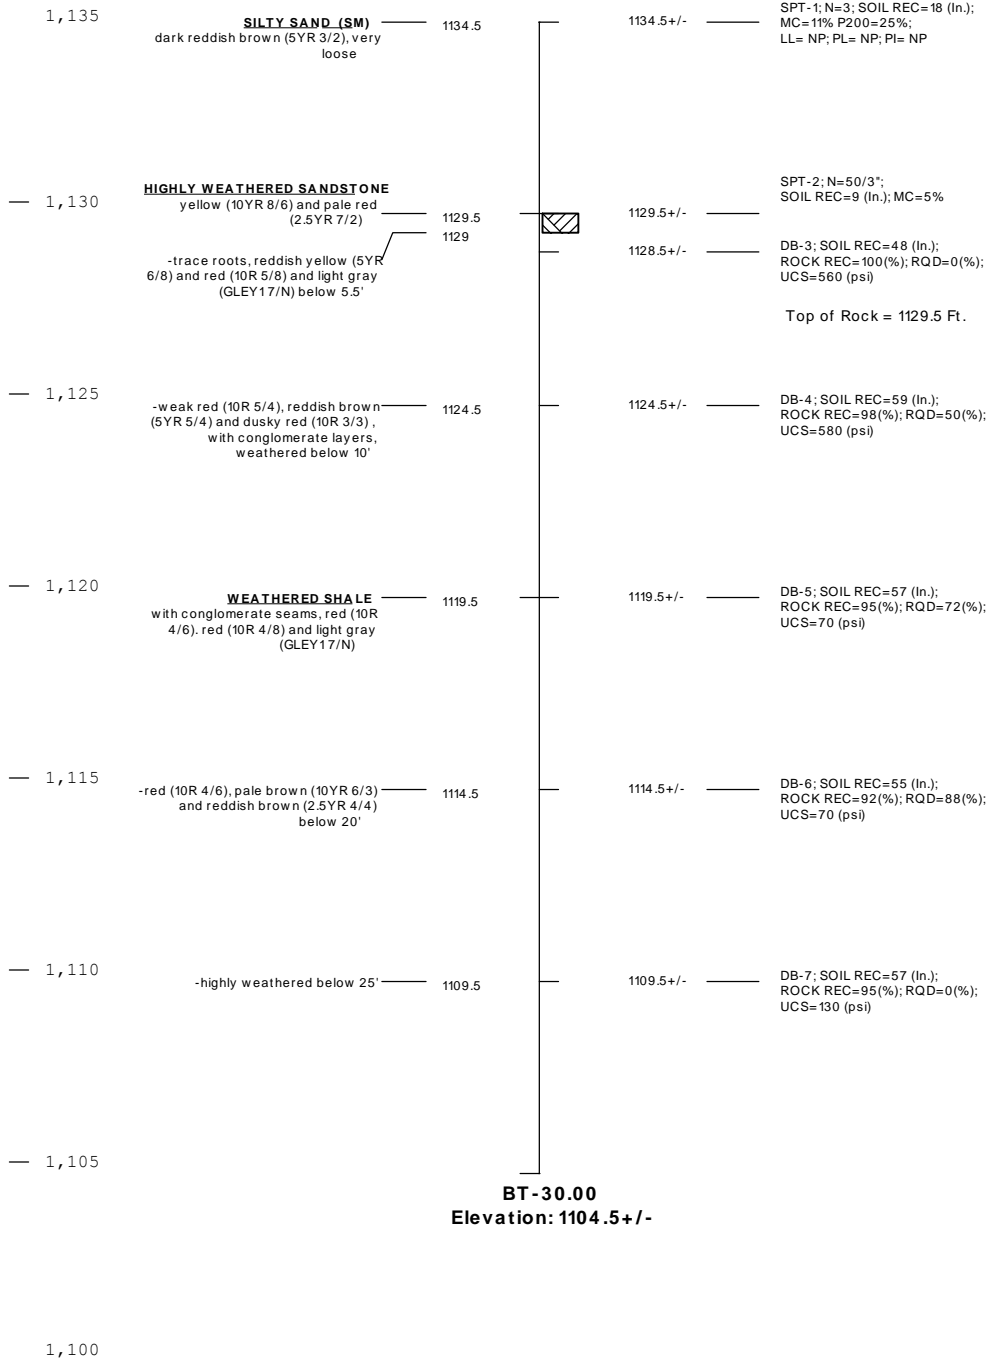 1,135
SILTY SAND (SM)
dark reddish brown (5YR 3/2), very
loose
1134.5
1134.5+/-
SPT-1; N=3; SOIL REC=18 (In.);
MC=11% P200=25%;
LL= NP; PL= NP; PI= NP
1,130
HIGHLY WEATHERED SANDSTONE
yellow (10YR 8/6) and pale red
(2.5YR 7/2)
1129.5
1129
1129.5+/-
SPT-2; N=50/3";
SOIL REC=9 (In.); MC=5%
-trace roots, reddish yellow (5YR
6/8) and red (10R 5/8) and light gray
(GLEY1 7/N) below 5.5'
1128.5+/-
DB-3; SOIL REC=48 (In.);
ROCK REC=100(%); RQD=0(%);
UCS=560 (psi)
Top of Rock = 1129.5 Ft.
1,125
-weak red (10R 5/4), reddish brown
(5YR 5/4) and dusky red (10R 3/3) ,
with conglomerate layers,
weathered below 10'
1124.5
1124.5+/-
DB-4; SOIL REC=59 (In.);
ROCK REC=98(%); RQD=50(%);
UCS=580 (psi)
1,120
WEATHERED SHALE
with conglomerate seams, red (10R
4/6). red (10R 4/8) and light gray
(GLEY1 7/N)
1119.5
1119.5+/-
DB-5; SOIL REC=57 (In.);
ROCK REC=95(%); RQD=72(%);
UCS=70 (psi)
1,115
-red (10R 4/6), pale brown (10YR 6/3)
and reddish brown (2.5YR 4/4)
below 20'
1114.5
1114.5+/-
DB-6; SOIL REC=55 (In.);
ROCK REC=92(%); RQD=88(%);
UCS=70 (psi)
1,110
-highly weathered below 25'
1109.5
1109.5+/-
DB-7; SOIL REC=57 (In.);
ROCK REC=95(%); RQD=0(%);
UCS=130 (psi)
1,105
BT-30.00
Elevation: 1104.5+/-
1,100